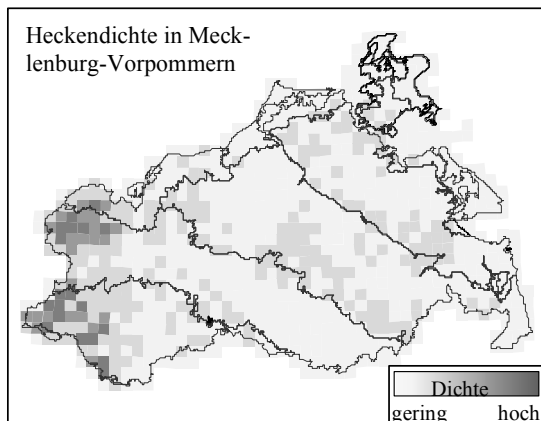 Heckendichte in Meck-
lenburg-Vorpommern
Dichte
gering hoch